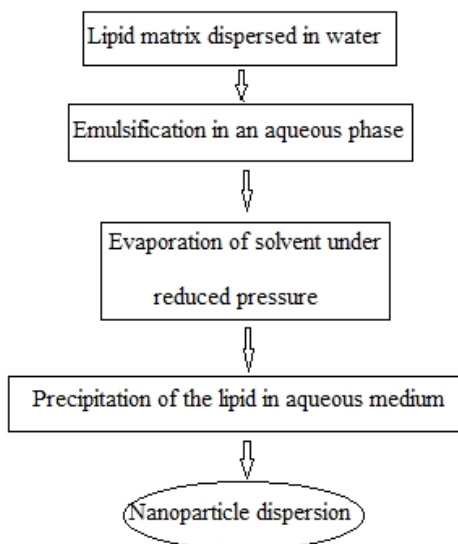 Lipid matrix dispersed in water
Emulsification in an aqueous phase
Evaporation of solvent under
reduced pressure
Precipitation of the lipid in aqueous medium
Nanoparticle dispersion